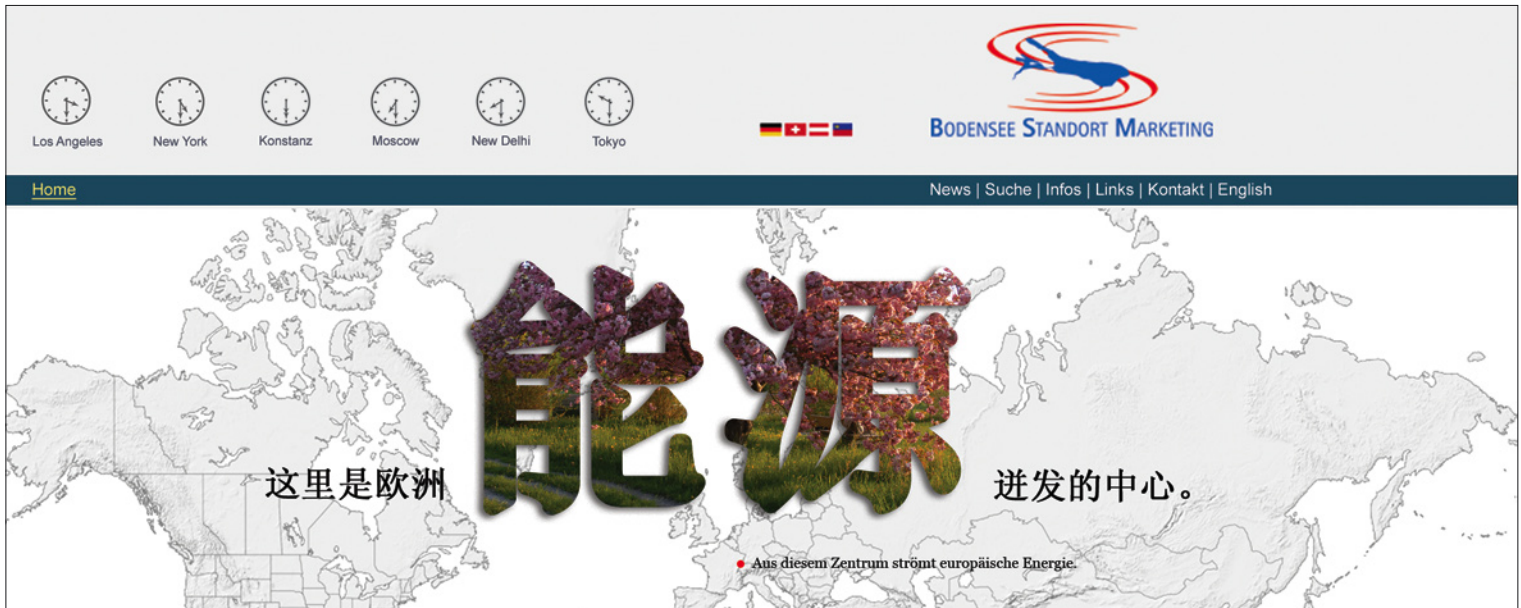 Los Angeles
New York
Konstanz
Moscow
New Delhi
Tokyo
BODENSEE STANDORT MARKETING
Home
News | Suche | Infos | Links | Kontakt | English
这里是欧洲能源迸发的中心。
Aus diesem Zentrum strömt europäische Energie.